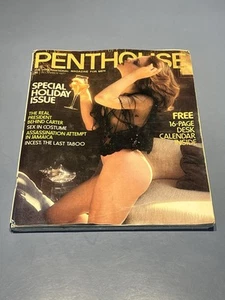 PENTHOUSE
THE INTERNATIONAL MAGAZINE FOR MEN
SPECIAL
HOLIDAY
ISSUE
THE REAL
PRESIDENT
BEHIND CARTER
SEX IN COSTUME
ASSASSINATION ATTEMPT
IN JAMAICA
INCEST: THE LAST TABOO
FREE
16-PAGE
DESK
CALENDAR
INSIDE